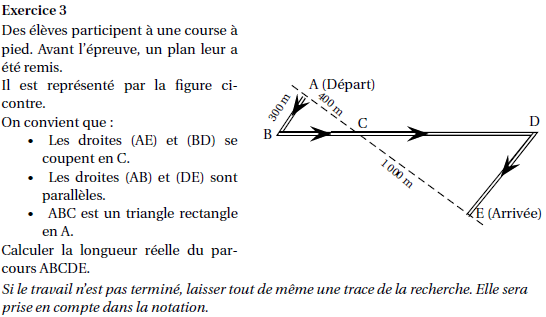 Exercice 3
Des élèves participent à une course à
pied. Avant l'épreuve, un plan leur a
été remis.
Il est représenté par la figure ci-
contre.
On convient que :
• Les droites (AE) et (BD) se
coupent en C.
• Les droites (AB) et (DE) sont
parallèles.
• ABC est un triangle rectangle
en A.
Calculer la longueur réelle du par-
cours ABCDE.
Si le travail n'est pas terminé, laisser tout de même une trace de la recherche. Elle sera
prise en compte dans la notation.
A (Départ)
300 m
400 m
B
C
D
1 000 m
E (Arrivée)